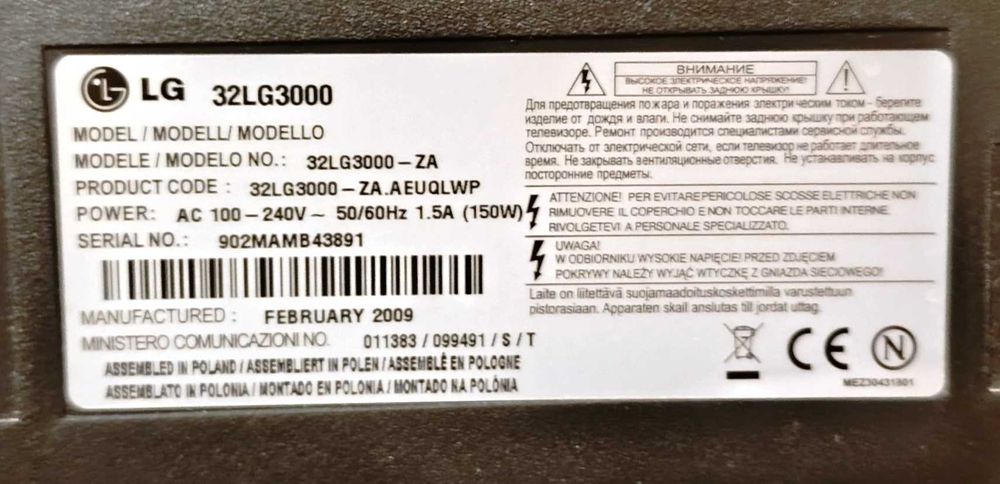 LG 32LG3000
MODEL / MODELL/ MODELLO
MODELE / MODELO NO.: 32LG3000-ZA
PRODUCT CODE : 32LG3000-ZA.AEUQLWP
POWER: AC 100-240V~ 50/60Hz 1.5A (150W)
SERIAL NO.: 902MAMB43891
MANUFACTURED : FEBRUARY 2009
MINISTERO COMUNICAZIONI NO. 011383 / 099491 / S / T
ASSEMBLED IN POLAND / ASSEMBLIERT IN POLEN / ASSEMBLÉ EN POLOGNE
ASSEMBLATO IN POLONIA / MONTADO EN POLONIA / MONTADO NA POLÓNIA
ВНИМАНИЕ
ВЫСОКОЕ ЭЛЕКТРИЧЕСКОЕ НАПРЯЖЕНИЕ!
НЕ ОТКРЫВАТЬ ЗАДНЮЮ КРЫШКУ!
Для предотвращения пожара и поражения электрическим током - берегите
изделие от дождя и влаги. Не снимайте заднюю крышку при работающем
телевизоре. Ремонт производится специалистами сервисной службы.
Отключать от электрической сети, если телевизор не работает длительное
время. Не закрывать вентиляционные отверстия. Не устанавливать на корпус
посторонние предметы.
ATTENZIONE! PER EVITARE PERICOLOSE SCOSSE ELETTRICHE NON
RIMUOVERE IL COPERCHIO E NON TOCCARE LE PARTI INTERNE.
RIVOLGETEVI A PERSONALE SPECIALIZZATO.
UWAGA!
W ODBIORNIKU WYSOKIE NAPIĘCIE! PRZED ZDJĘCIEM
POKRYWY NALEŻY WYJĄĆ WTYCZKĘ Z GNIAZDA SIECIOWEGO!
Laite on liitettävä suojamaadoituskoskettimilla varustettuun
pistorasiaan. Apparaten skall anslutas till jordat uttag.
CE N
MEZ30431801